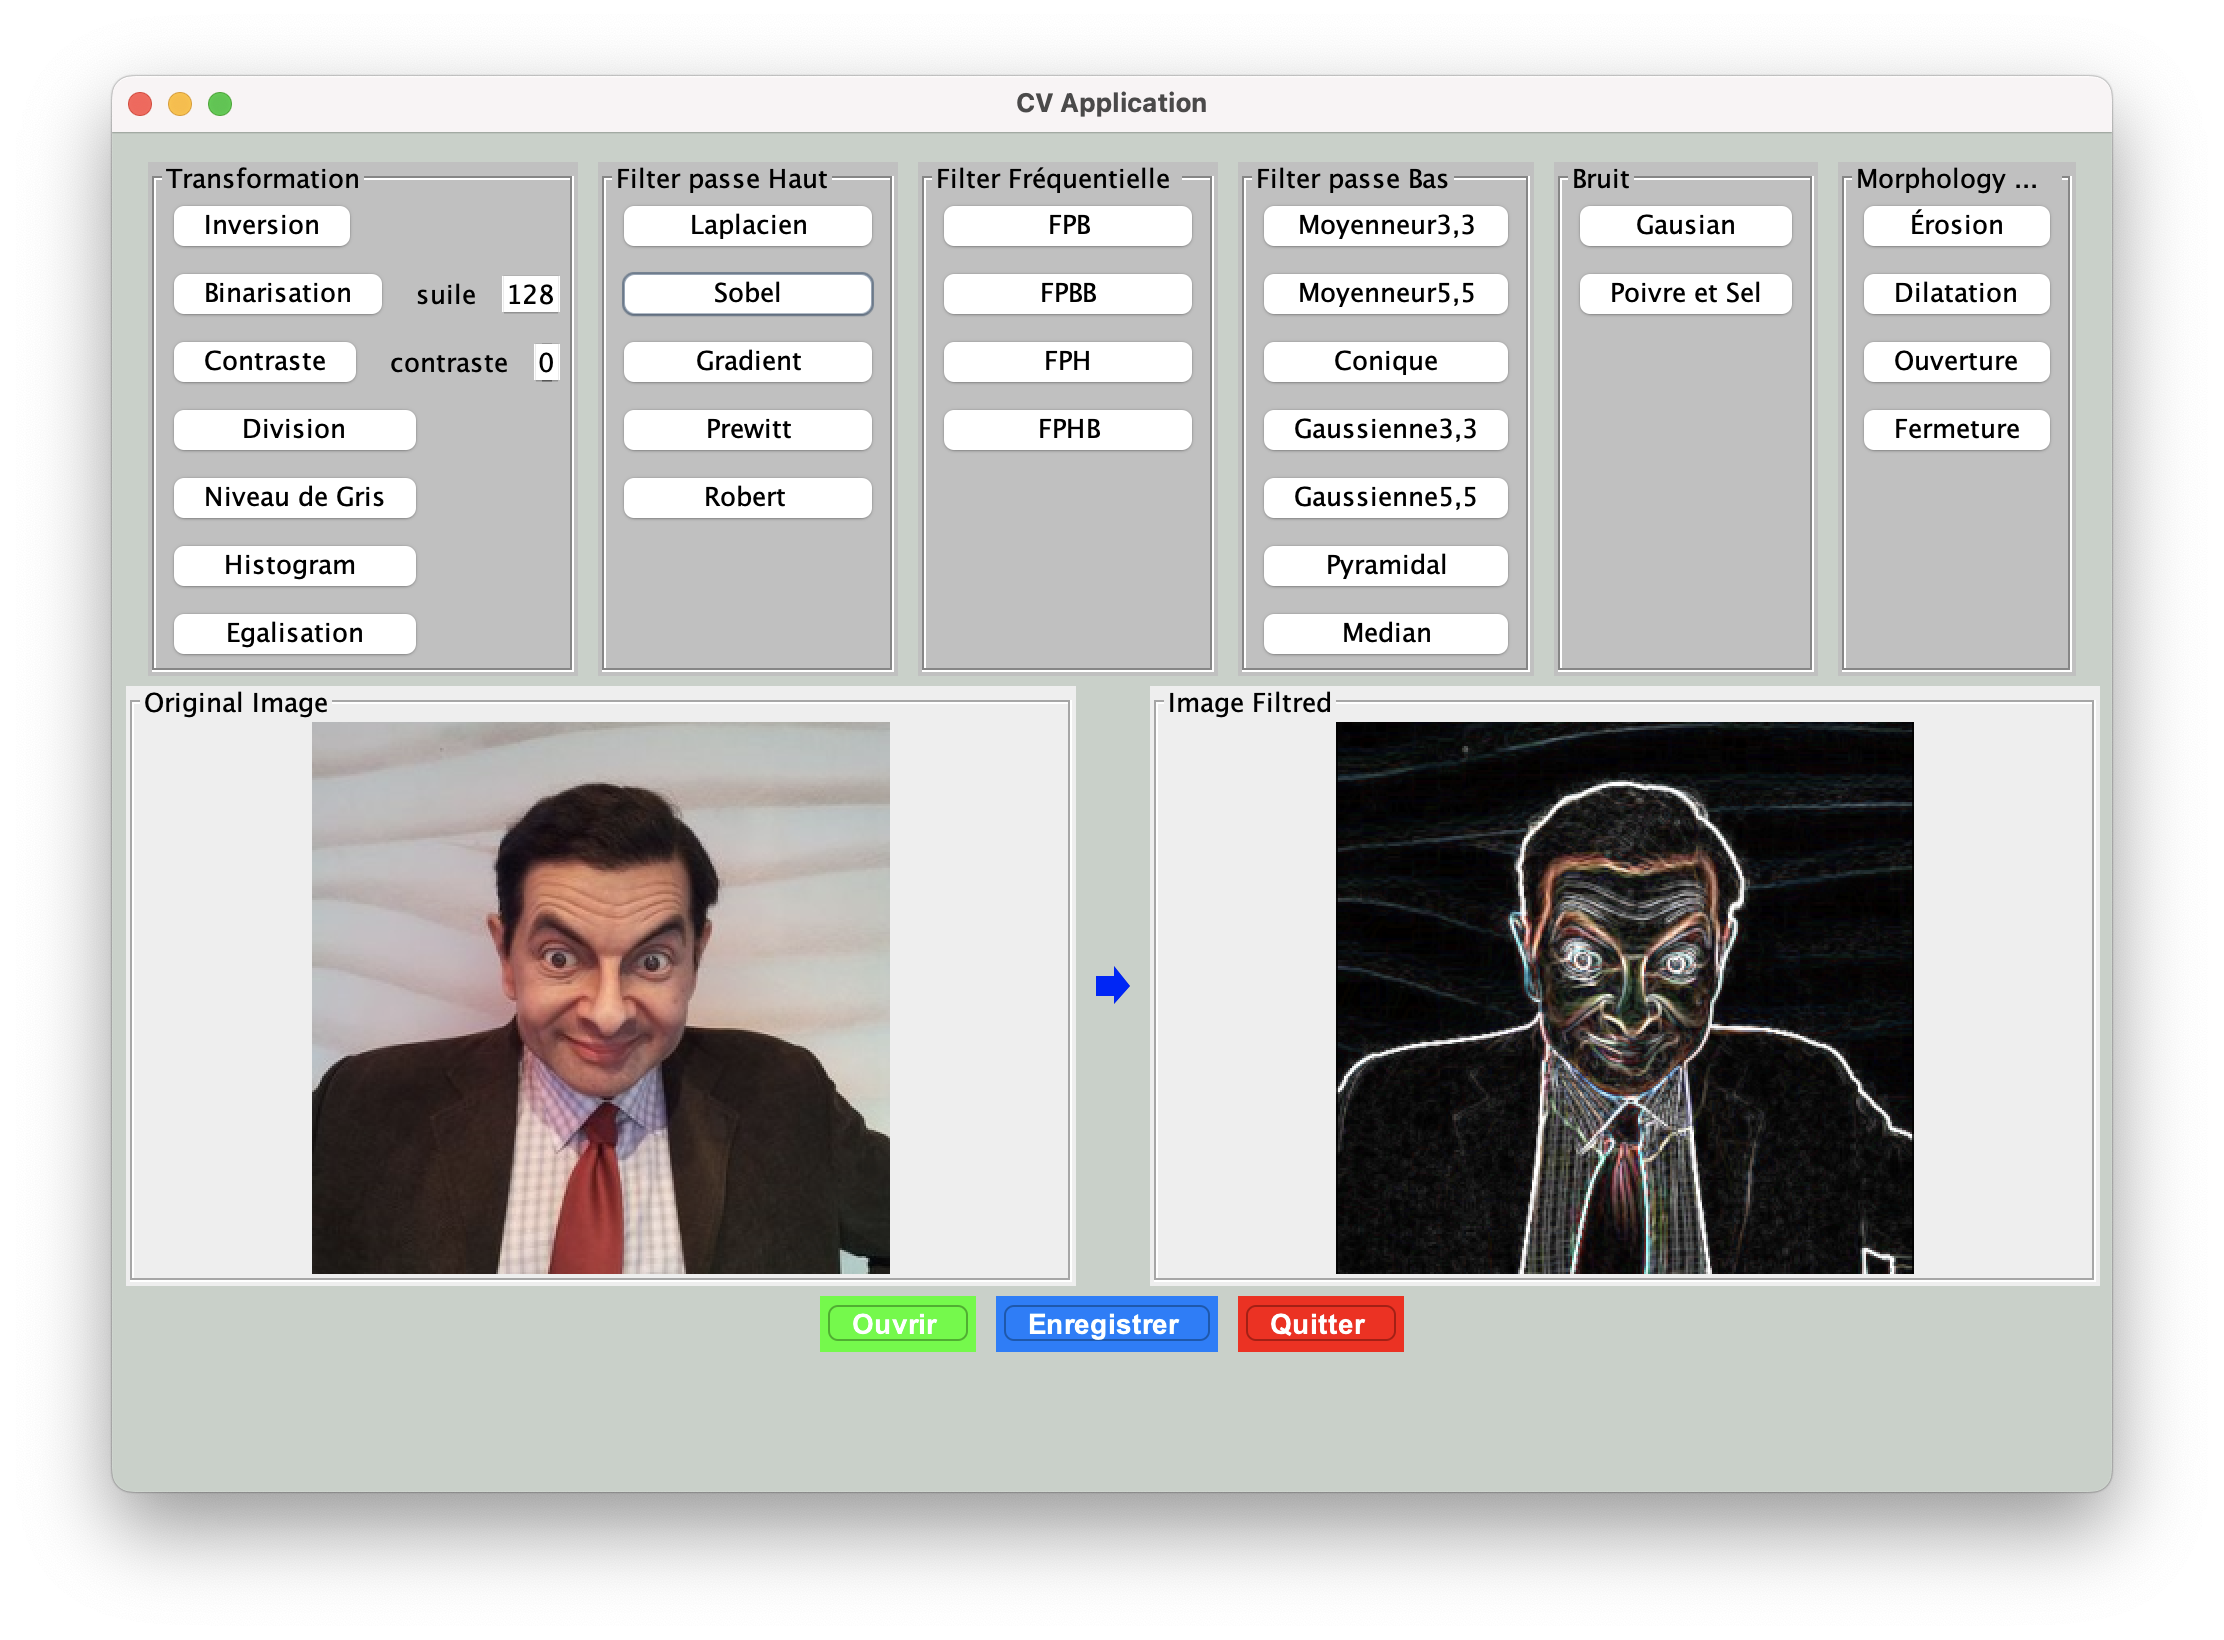 CV Application
Transformation
Inversion
Binarisation suile 128
Contraste contraste 0
Division
Niveau de Gris
Histogram
Egalisation
Filter passe Haut
Laplacien
Sobel
Gradient
Prewitt
Robert
Filter Fréquentielle
FPB
FPBB
FPH
FPHB
Filter passe Bas
Moyenneur3,3
Moyenneur5,5
Conique
Gaussienne3,3
Gaussienne5,5
Pyramidal
Median
Bruit
Gausian
Poivre et Sel
Morphology ...
Érosion
Dilatation
Ouverture
Fermeture
Original Image
Image Filtred
Ouvrir
Enregistrer
Quitter